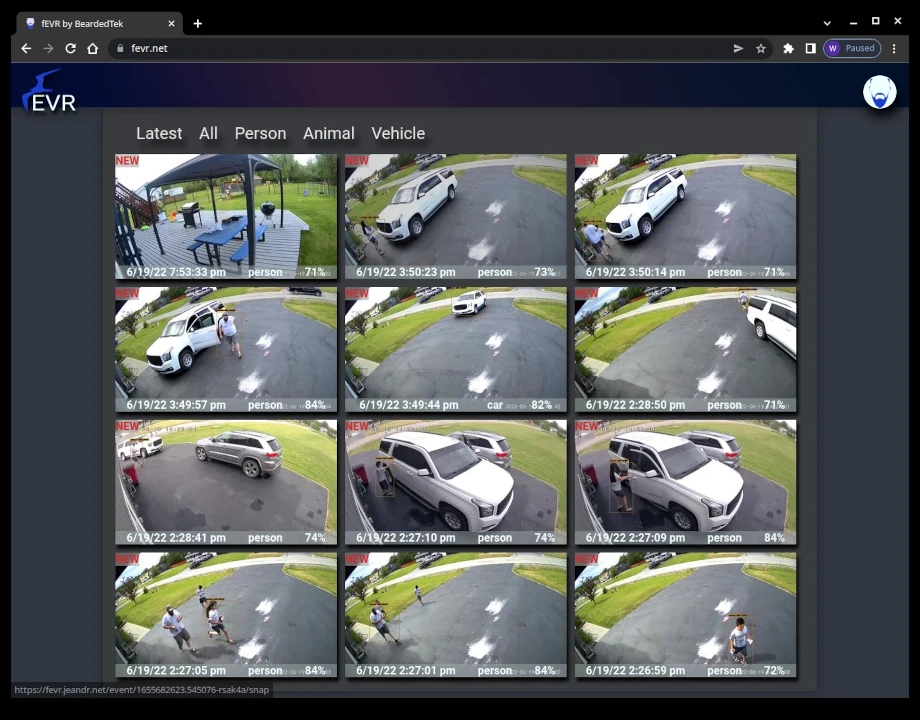 fEVR by BeardedTek
fevr.net
W Paused
EVR
Latest All Person Animal Vehicle
NEW NEW NEW
6/19/22 7:53:33 pm person 71%
6/19/22 3:50:23 pm person 73%
6/19/22 3:50:14 pm person 71%
NEW NEW NEW
6/19/22 3:49:57 pm person 84%
6/19/22 3:49:44 pm car 82%
6/19/22 2:28:50 pm person 71%
NEW NEW NEW
6/19/22 2:28:41 pm person 74%
6/19/22 2:27:10 pm person 74%
6/19/22 2:27:09 pm person 84%
NEW NEW NEW
6/19/22 2:27:05 pm person 84%
6/19/22 2:27:01 pm person 84%
6/19/22 2:26:59 pm person 72%
https://fevr.jeandr.net/event/1655682623.545076-rsak4a/snap